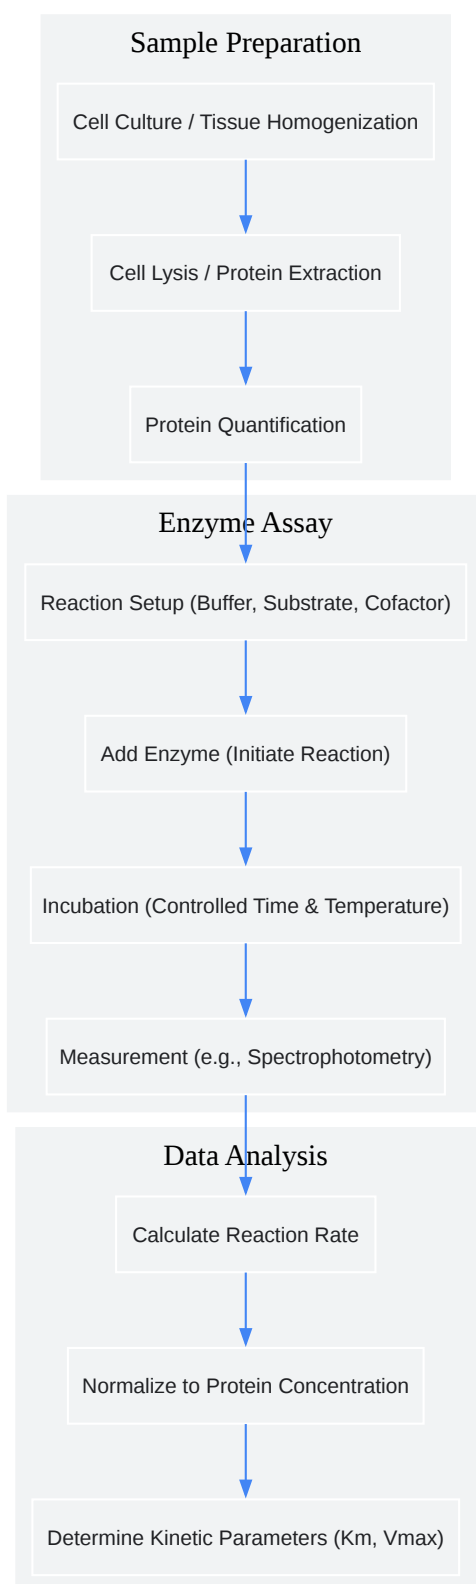 Sample Preparation
Cell Culture / Tissue Homogenization
Cell Lysis / Protein Extraction
Protein Quantification
Enzyme Assay
Reaction Setup (Buffer, Substrate, Cofactor)
Add Enzyme (Initiate Reaction)
Incubation (Controlled Time & Temperature)
Measurement (e.g., Spectrophotometry)
Data Analysis
Calculate Reaction Rate
Normalize to Protein Concentration
Determine Kinetic Parameters (Km, Vmax)